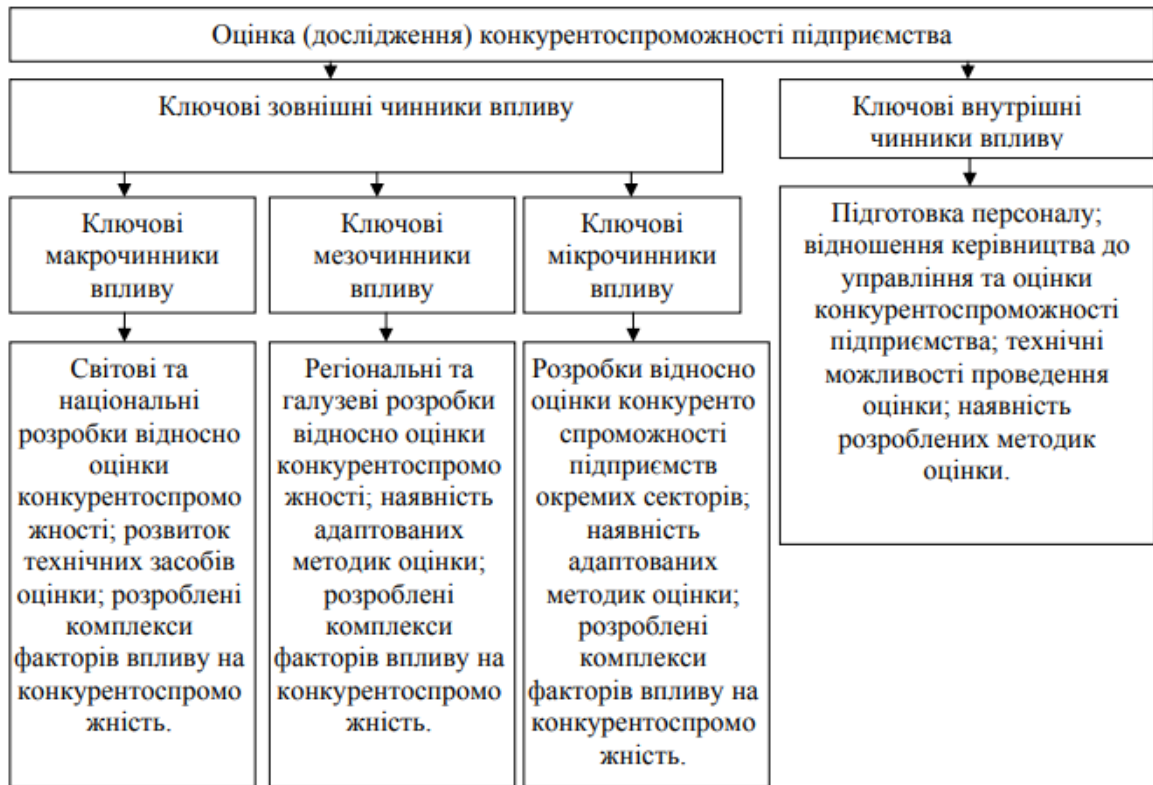 Оцінка (дослідження) конкурентоспроможності підприємства
Ключові зовнішні чинники впливу
Ключові внутрішні
чинники впливу
Ключові
макрочинники
впливу
Ключові
мезочинники
впливу
Ключові
мікрочинники
впливу
Підготовка персоналу;
відношення керівництва до
управління та оцінки
конкурентоспроможності
підприємства; технічні
можливості проведення
оцінки; наявність
розроблених методик
оцінки.
Світові та
національні
розробки відносно
оцінки
конкурентоспромо
жності; розвиток
технічних засобів
оцінки; розроблені
комплекси
факторів впливу на
конкурентоспромо
жність.
Регіональні та
галузеві розробки
відносно оцінки
конкурентоспромо
жності; наявність
адаптованих
методик оцінки;
розроблені
комплекси
факторів впливу на
конкурентоспромо
жність.
Розробки відносно
оцінки конкуренто
спроможності
підприємств
окремих секторів;
наявність
адаптованих
методик оцінки;
розроблені
комплекси
факторів впливу на
конкурентоспромо
жність.